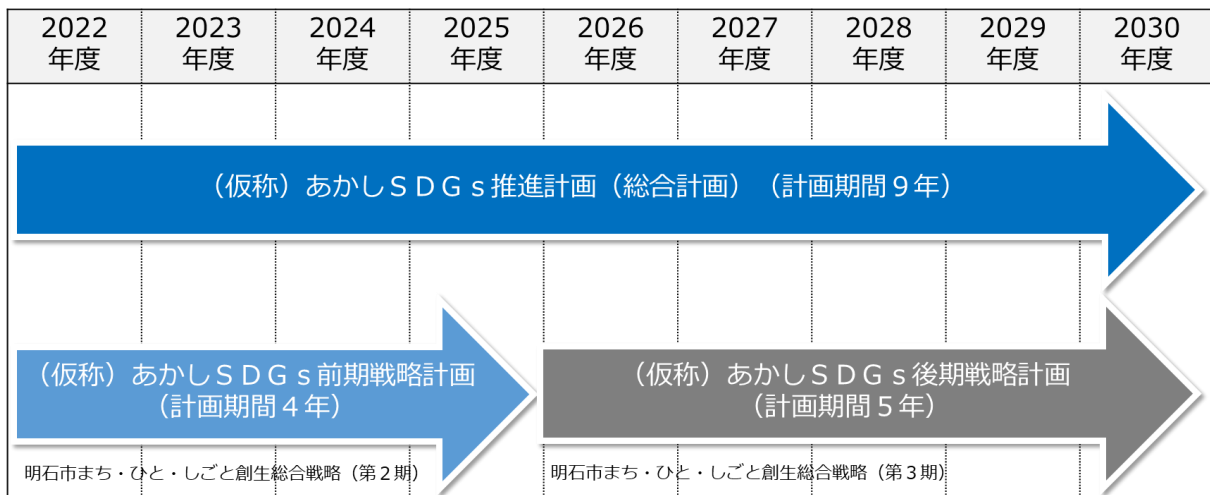 2022
年度
2023
年度
2024
年度
2025
年度
2026
年度
2027
年度
2028
年度
2029
年度
2030
年度
（仮称）あかしＳＤＧｓ推進計画（総合計画）（計画期間９年）
（仮称）あかしＳＤＧｓ前期戦略計画
（計画期間４年）
（仮称）あかしＳＤＧｓ後期戦略計画
（計画期間５年）
明石市まち・ひと・しごと創生総合戦略（第２期）
明石市まち・ひと・しごと創生総合戦略（第３期）